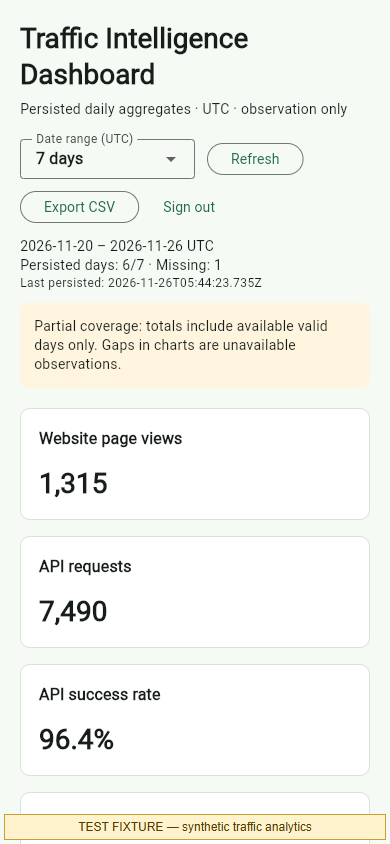 Traffic Intelligence
Dashboard
Persisted daily aggregates · UTC · observation only
Date range (UTC)
7 days
Refresh
Export CSV
Sign out
2026-11-20 – 2026-11-26 UTC
Persisted days: 6/7 · Missing: 1
Last persisted: 2026-11-26T05:44:23.735Z
Partial coverage: totals include available valid
days only. Gaps in charts are unavailable
observations.
Website page views
1,315
API requests
7,490
API success rate
96.4%
TEST FIXTURE — synthetic traffic analytics